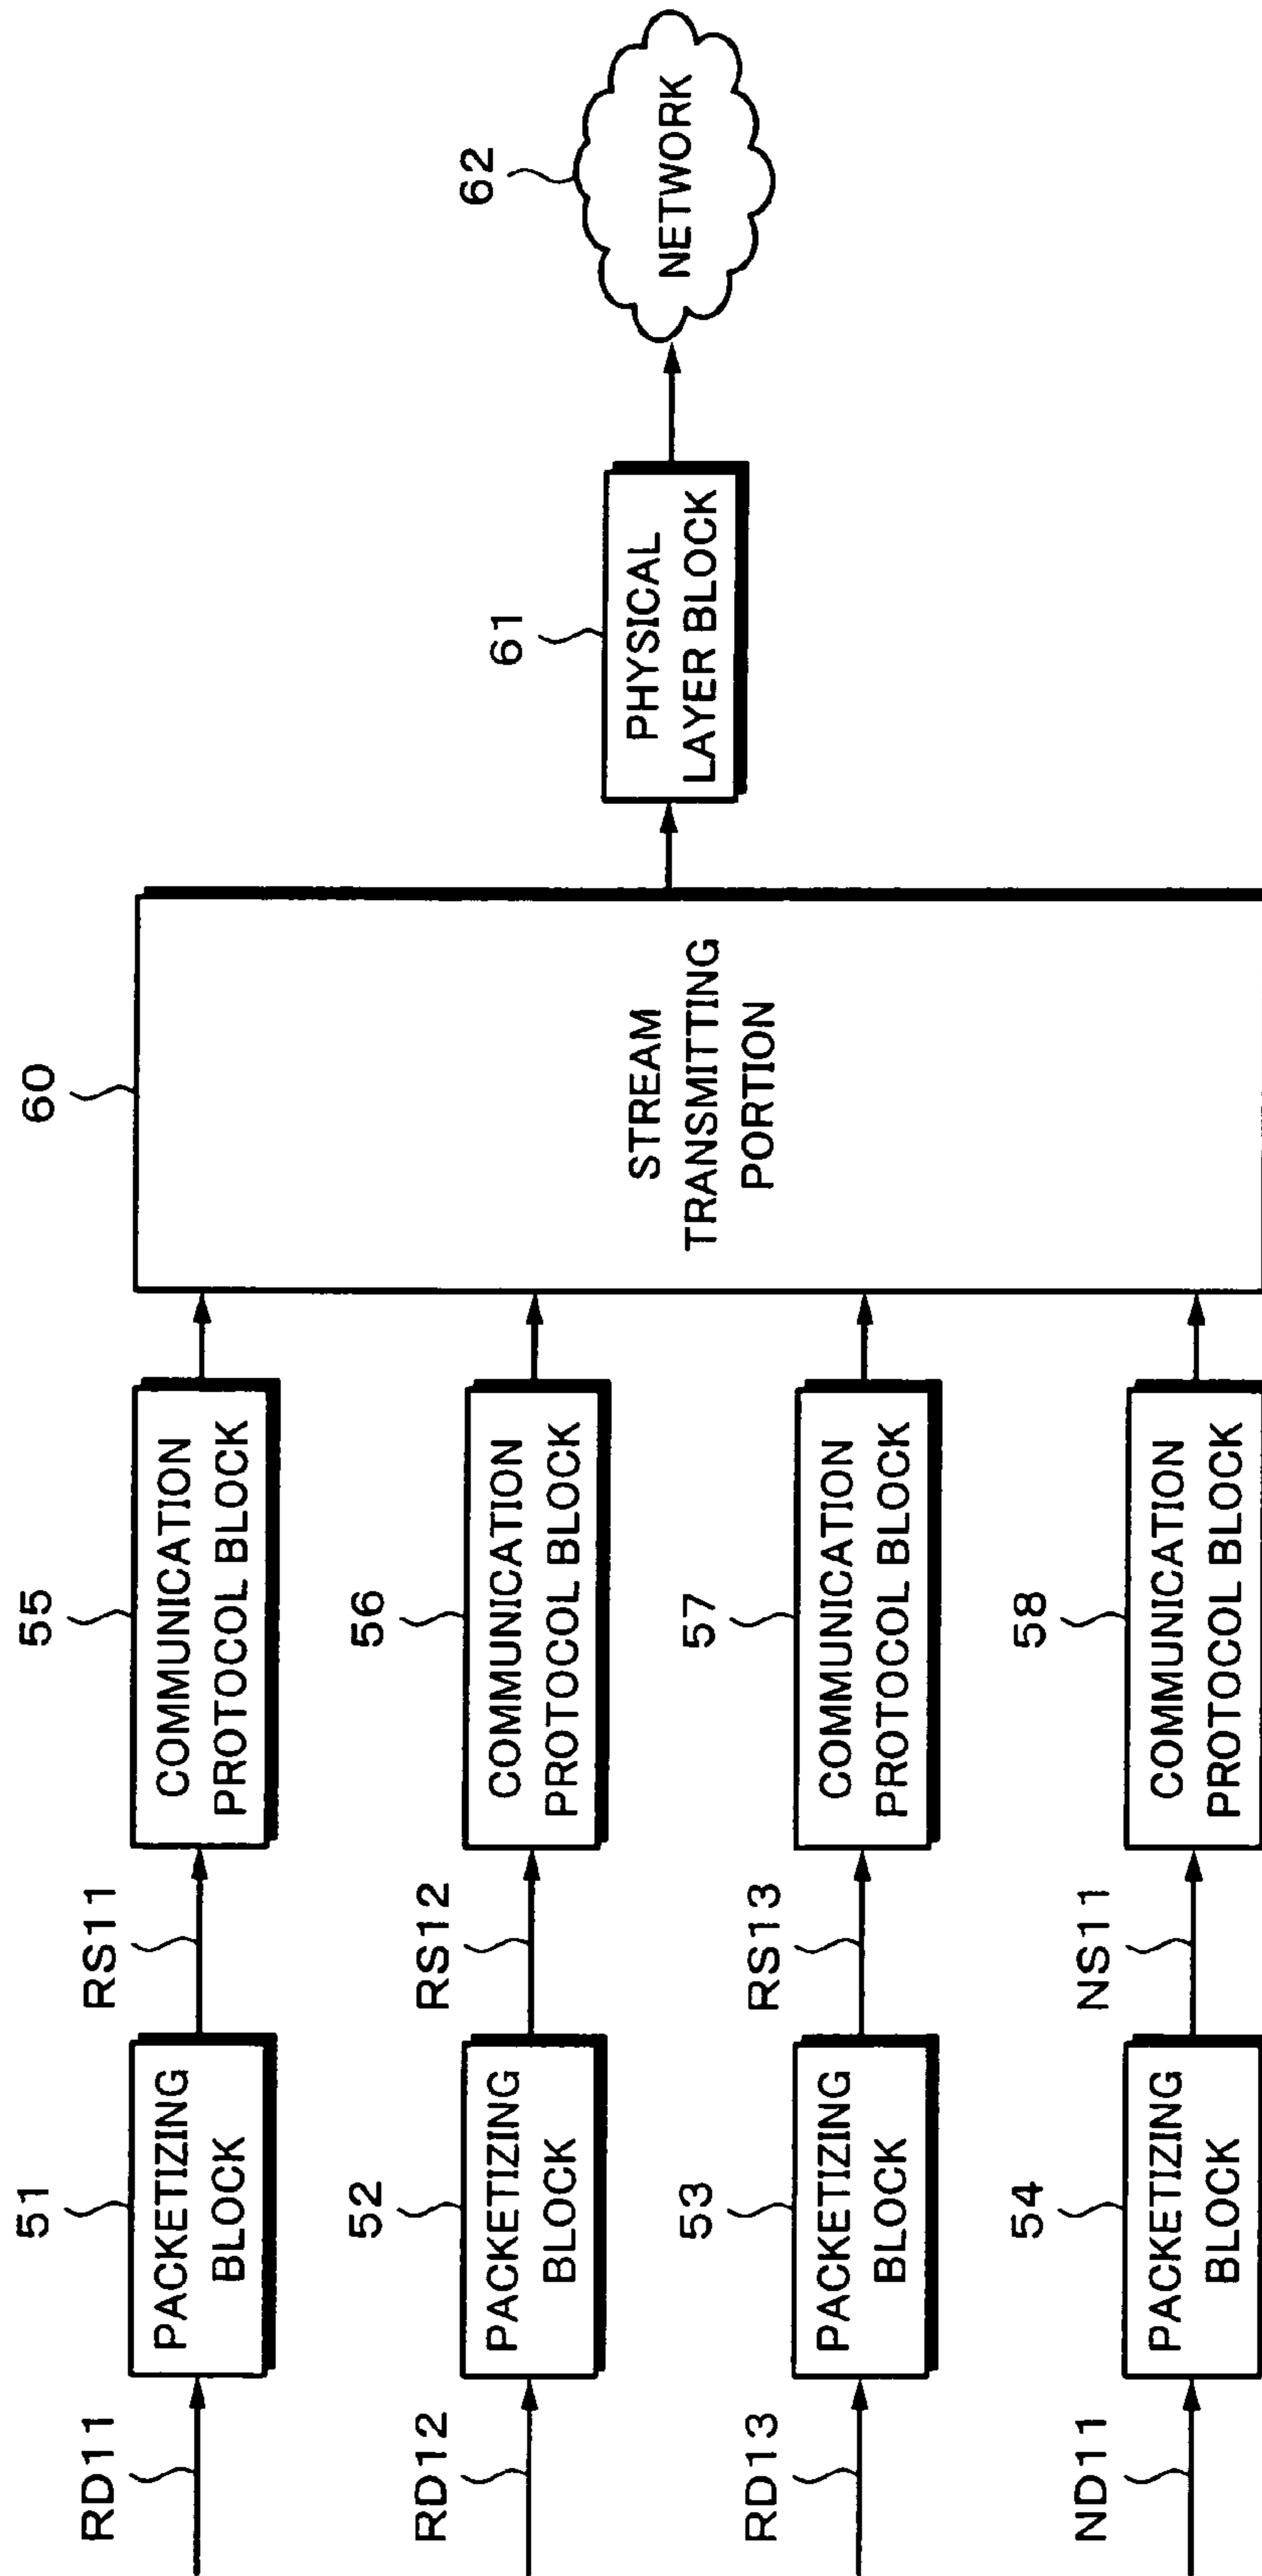 RD11
51
PACKETIZING
BLOCK
RS11
55
COMMUNICATION
PROTOCOL BLOCK
RD12
52
PACKETIZING
BLOCK
RS12
56
COMMUNICATION
PROTOCOL BLOCK
RD13
53
PACKETIZING
BLOCK
RS13
57
COMMUNICATION
PROTOCOL BLOCK
ND11
54
PACKETIZING
BLOCK
NS11
58
COMMUNICATION
PROTOCOL BLOCK
60
STREAM
TRANSMITTING
PORTION
61
PHYSICAL
LAYER BLOCK
62
NETWORK